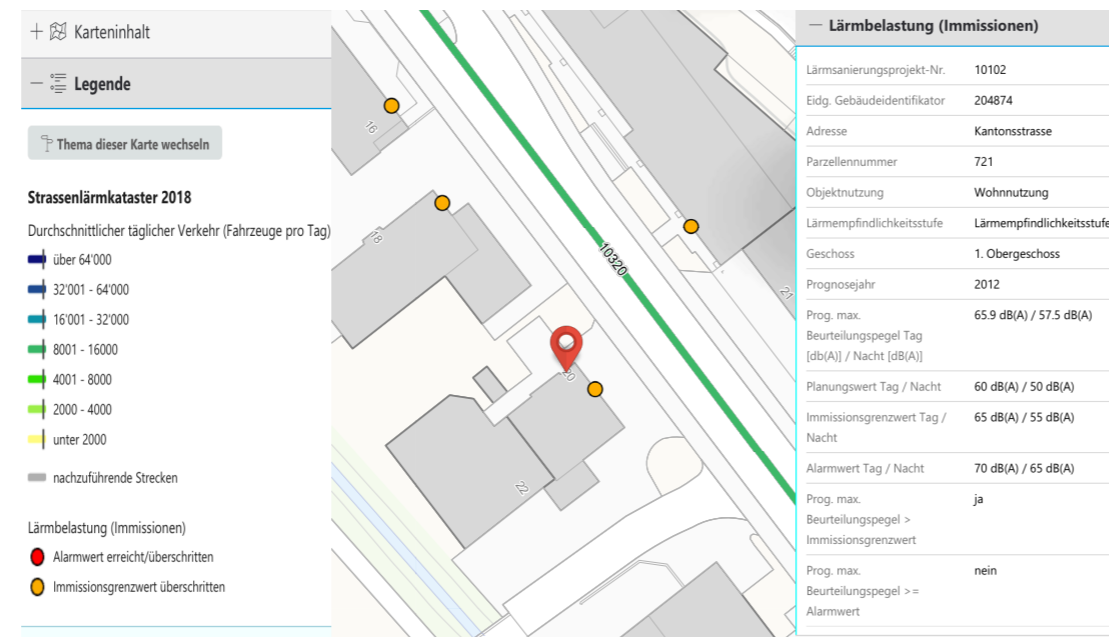 Karteninhalt
Legende
Thema dieser Karte wechseln
Strassenlärmkataster 2018
Durchschnittlicher täglicher Verkehr (Fahrzeuge pro Tag)
über 64'000
32'001 - 64'000
16'001 - 32'000
8001 - 16000
4001 - 8000
2000 - 4000
unter 2000
nachzuführende Strecken
Lärmbelastung (Immissionen)
Alarmwert erreicht/überschritten
Immissionsgrenzwert überschritten
16
18
10320
21
20
22
Lärmbelastung (Immissionen)
Lärmsanierungsprojekt-Nr. 10102
Eidg. Gebäudeidentifikator 204874
Adresse Kantonsstrasse
Parzellennummer 721
Objektnutzung Wohnnutzung
Lärmempfindlichkeitsstufe Lärmempfindlichkeitsstufe
Geschoss 1. Obergeschoss
Prognosejahr 2012
Prog. max. 65.9 dB(A) / 57.5 dB(A)
Beurteilungspegel Tag
[db(A)] / Nacht [dB(A)]
Planungswert Tag / Nacht 60 dB(A) / 50 dB(A)
Immissionsgrenzwert Tag / 65 dB(A) / 55 dB(A)
Nacht
Alarmwert Tag / Nacht 70 dB(A) / 65 dB(A)
Prog. max. ja
Beurteilungspegel >
Immissionsgrenzwert
Prog. max. nein
Beurteilungspegel >=
Alarmwert